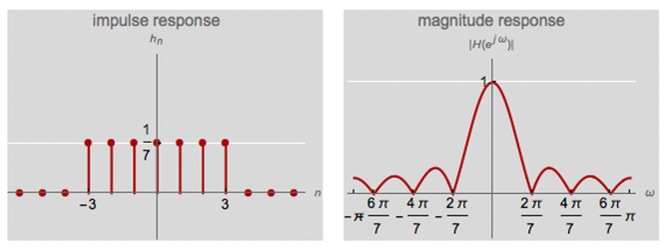 impulse response
hₙ
1
7
−3
3
n
magnitude response
|H(e^{jω})|
1
−π
−6π/7
−4π/7
−2π/7
2π/7
4π/7
6π/7
π
ω